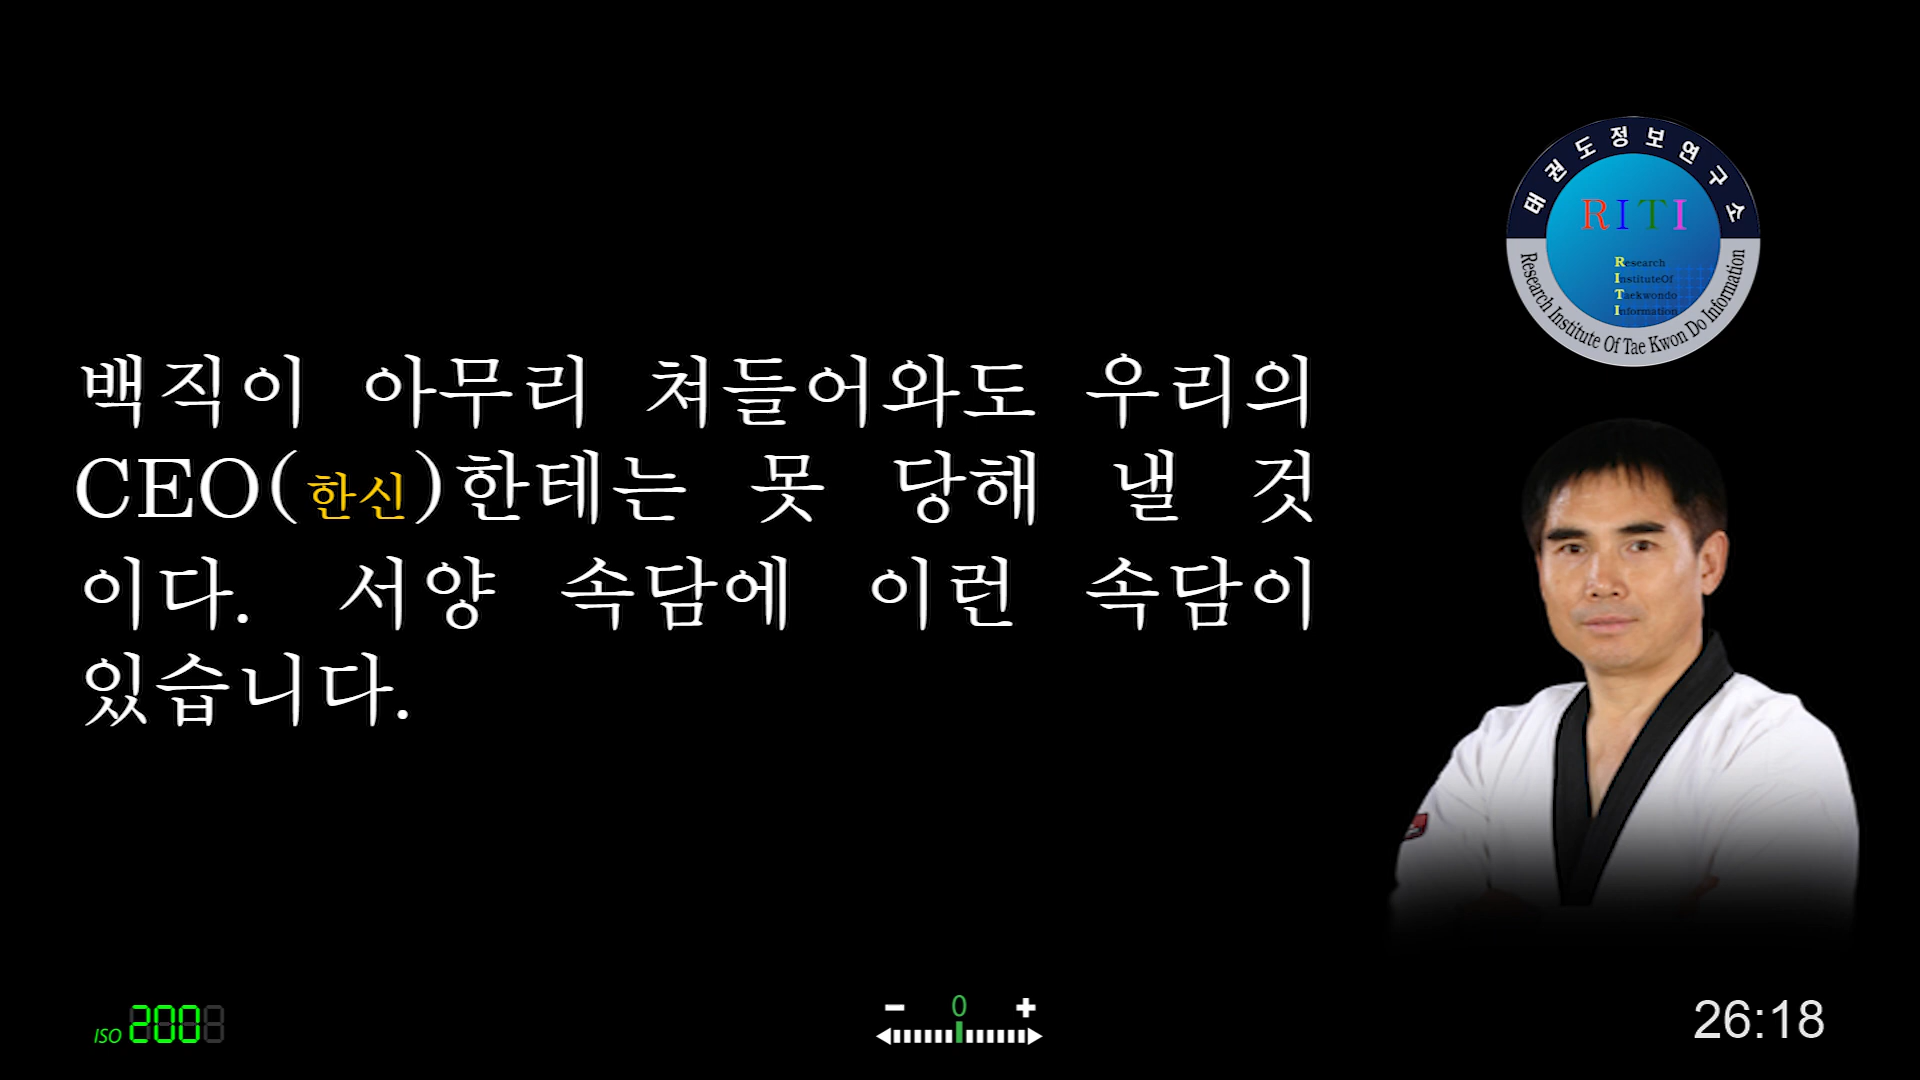 태권도정보연구소
RITI
Research
InstituteOf
Taekwondo
Information
Research Institute Of Tae Kwon Do Information
백직이 아무리 쳐들어와도 우리의
CEO(한신)한테는 못 당해 낼 것
이다. 서양 속담에 이런 속담이
있습니다.
ISO 200
- 0 +
26:18